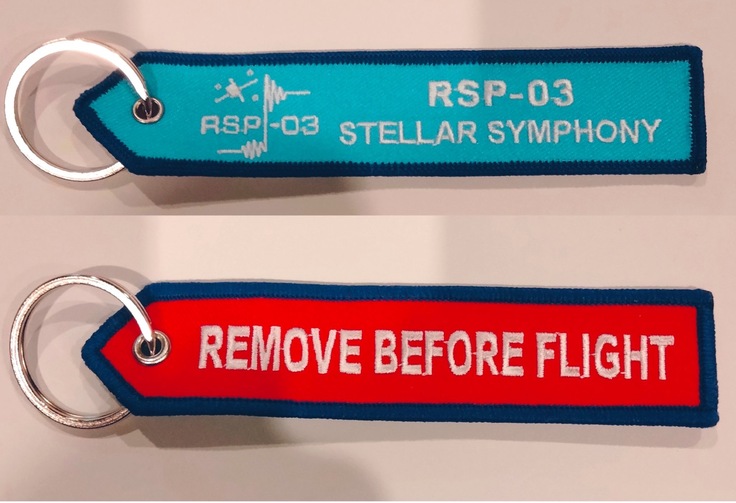 RSP-03
RSP-03
STELLAR SYMPHONY
REMOVE BEFORE FLIGHT